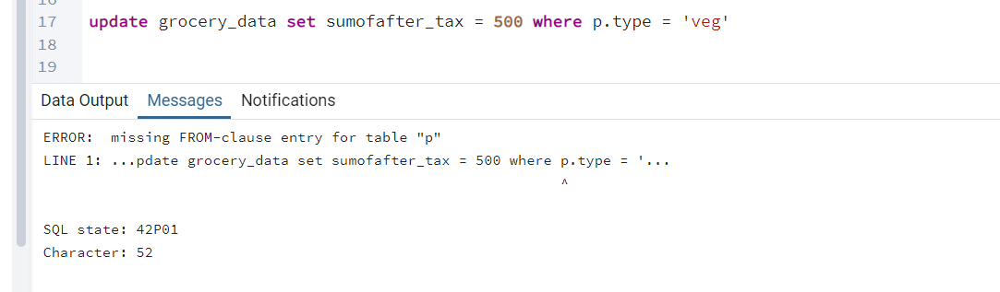 17 update grocery_data set sumofafter_tax = 500 where p.type = 'veg'
18
19
Data Output Messages Notifications
ERROR:  missing FROM-clause entry for table "p"
LINE 1: ...pdate grocery_data set sumofafter_tax = 500 where p.type = '...
^
SQL state: 42P01
Character: 52